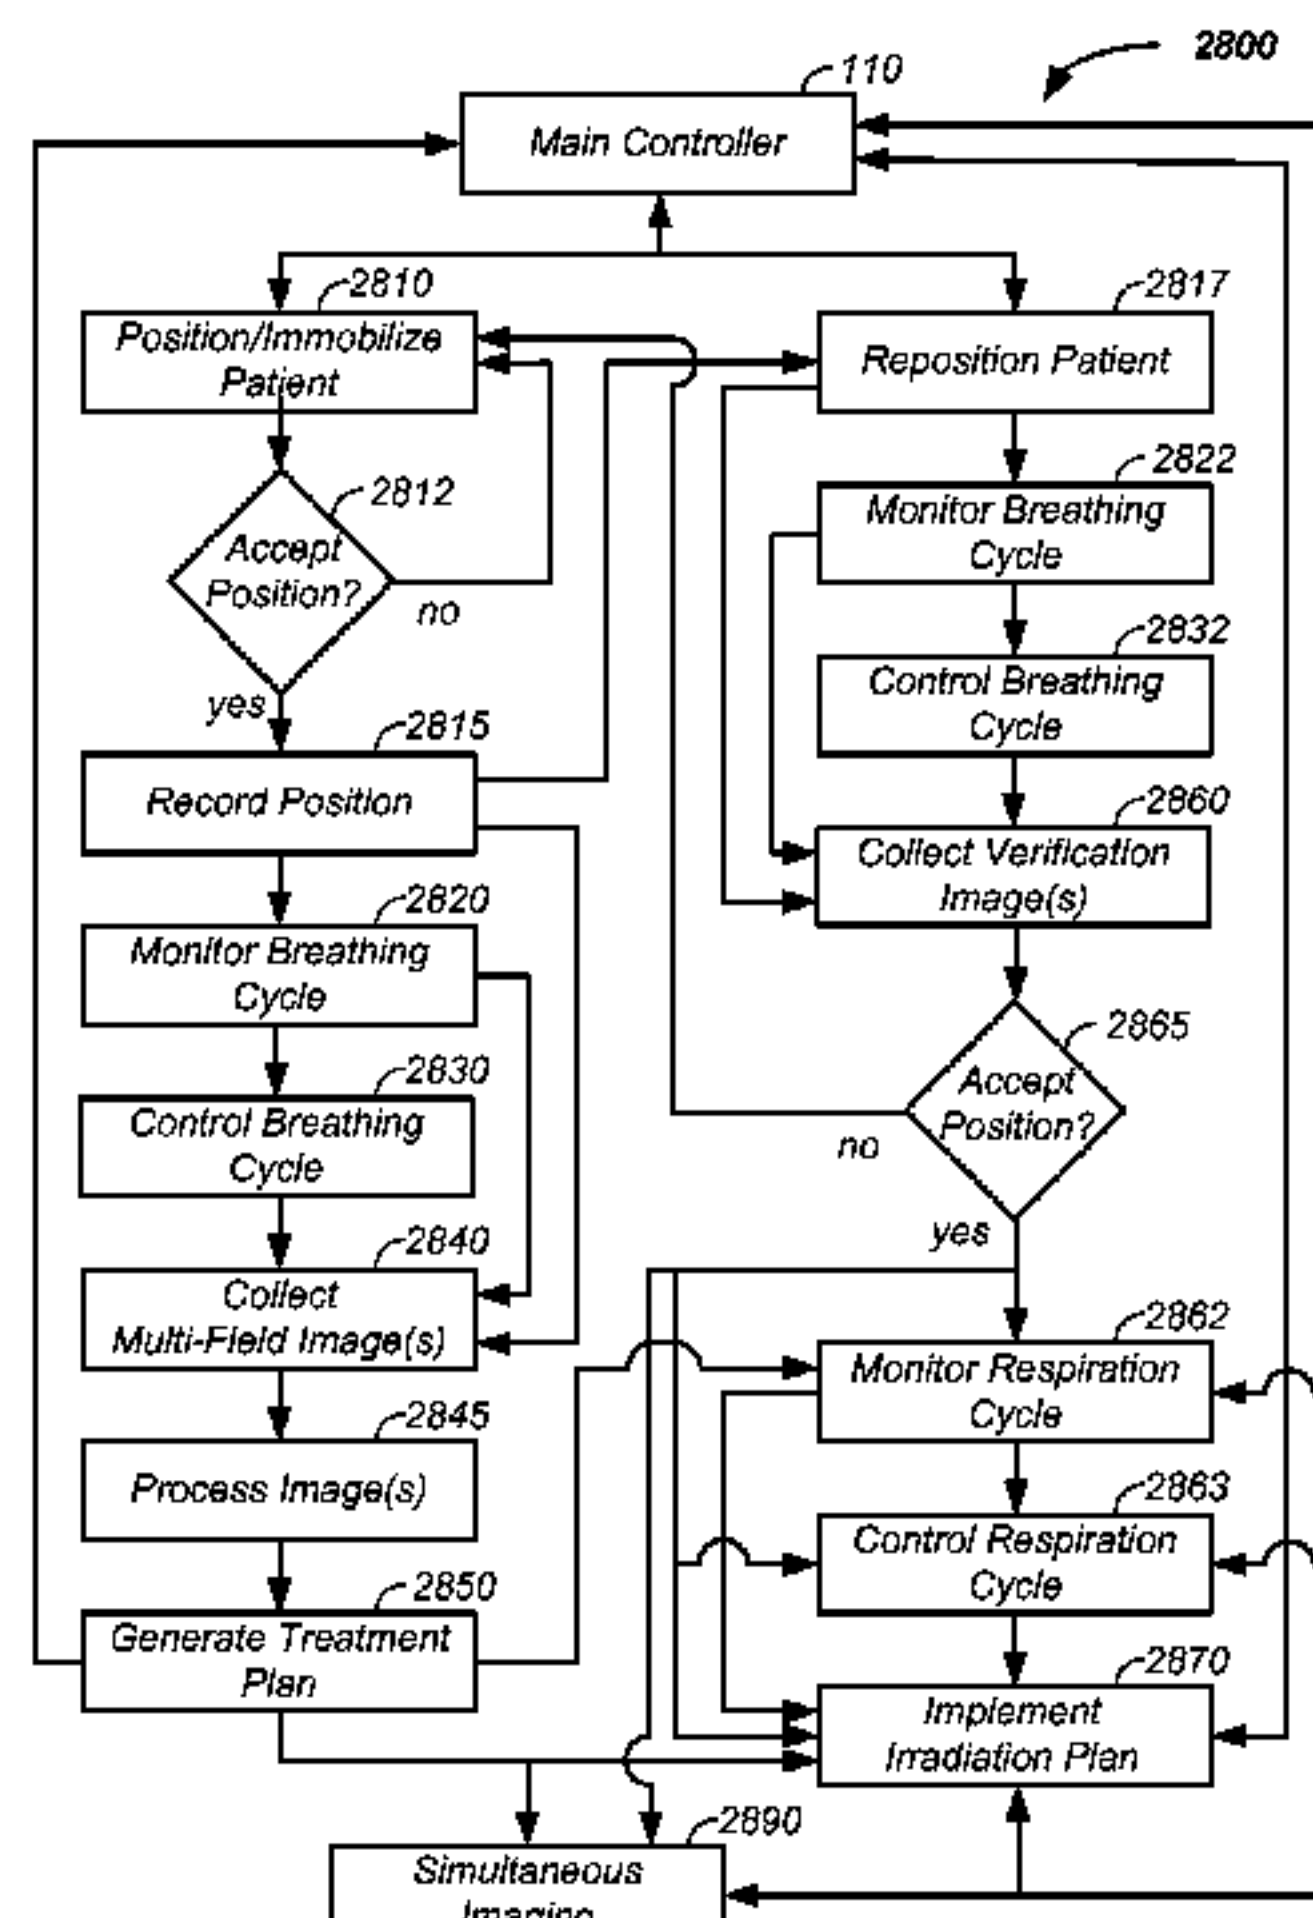 2800
110
Main Controller
2810
Position/Immobilize
Patient
2812
Accept
Position?
no
yes
2815
Record Position
2820
Monitor Breathing
Cycle
2830
Control Breathing
Cycle
2840
Collect
Multi-Field Image(s)
2845
Process Image(s)
2850
Generate Treatment
Plan
2817
Reposition Patient
2822
Monitor Breathing
Cycle
2832
Control Breathing
Cycle
2860
Collect Verification
Image(s)
2865
Accept
Position?
no
yes
2862
Monitor Respiration
Cycle
2863
Control Respiration
Cycle
2870
Implement
Irradiation Plan
2890
Simultaneous
Imaging